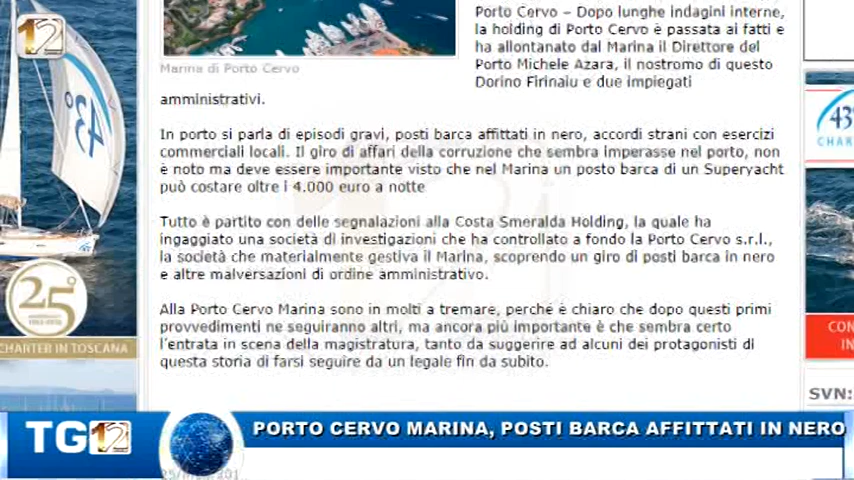 12
Porto Cervo – Dopo lunghe indagini interne,
la holding di Porto Cervo è passata ai fatti e
ha allontanato dal Marina il Direttore del
Porto Michele Azara, il nostromo di questo
Dorino Firinaiu e due impiegati
Marina di Porto Cervo
amministrativi.
43°
43°
CHAR
In porto si parla di episodi gravi, posti barca affittati in nero, accordi strani con esercizi
commerciali locali. Il giro di affari della corruzione che sembra imperasse nel porto, non
è noto ma deve essere importante visto che nel Marina un posto barca di un Superyacht
può costare oltre i 4.000 euro a notte
Tutto è partito con delle segnalazioni alla Costa Smeralda Holding, la quale ha
ingaggiato una società di investigazioni che ha controllato a fondo la Porto Cervo s.r.l.,
la società che materialmente gestiva il Marina, scoprendo un giro di posti barca in nero
e altre malversazioni di ordine amministrativo.
25°
Alla Porto Cervo Marina sono in molti a tremare, perché è chiaro che dopo questi primi
provvedimenti ne seguiranno altri, ma ancora più importante è che sembra certo
l'entrata in scena della magistratura, tanto da suggerire ad alcuni dei protagonisti di
questa storia di farsi seguire da un legale fin da subito.
CHARTER IN TOSCANA
CON
IN
SVN:
TG12
PORTO CERVO MARINA, POSTI BARCA AFFITTATI IN NERO